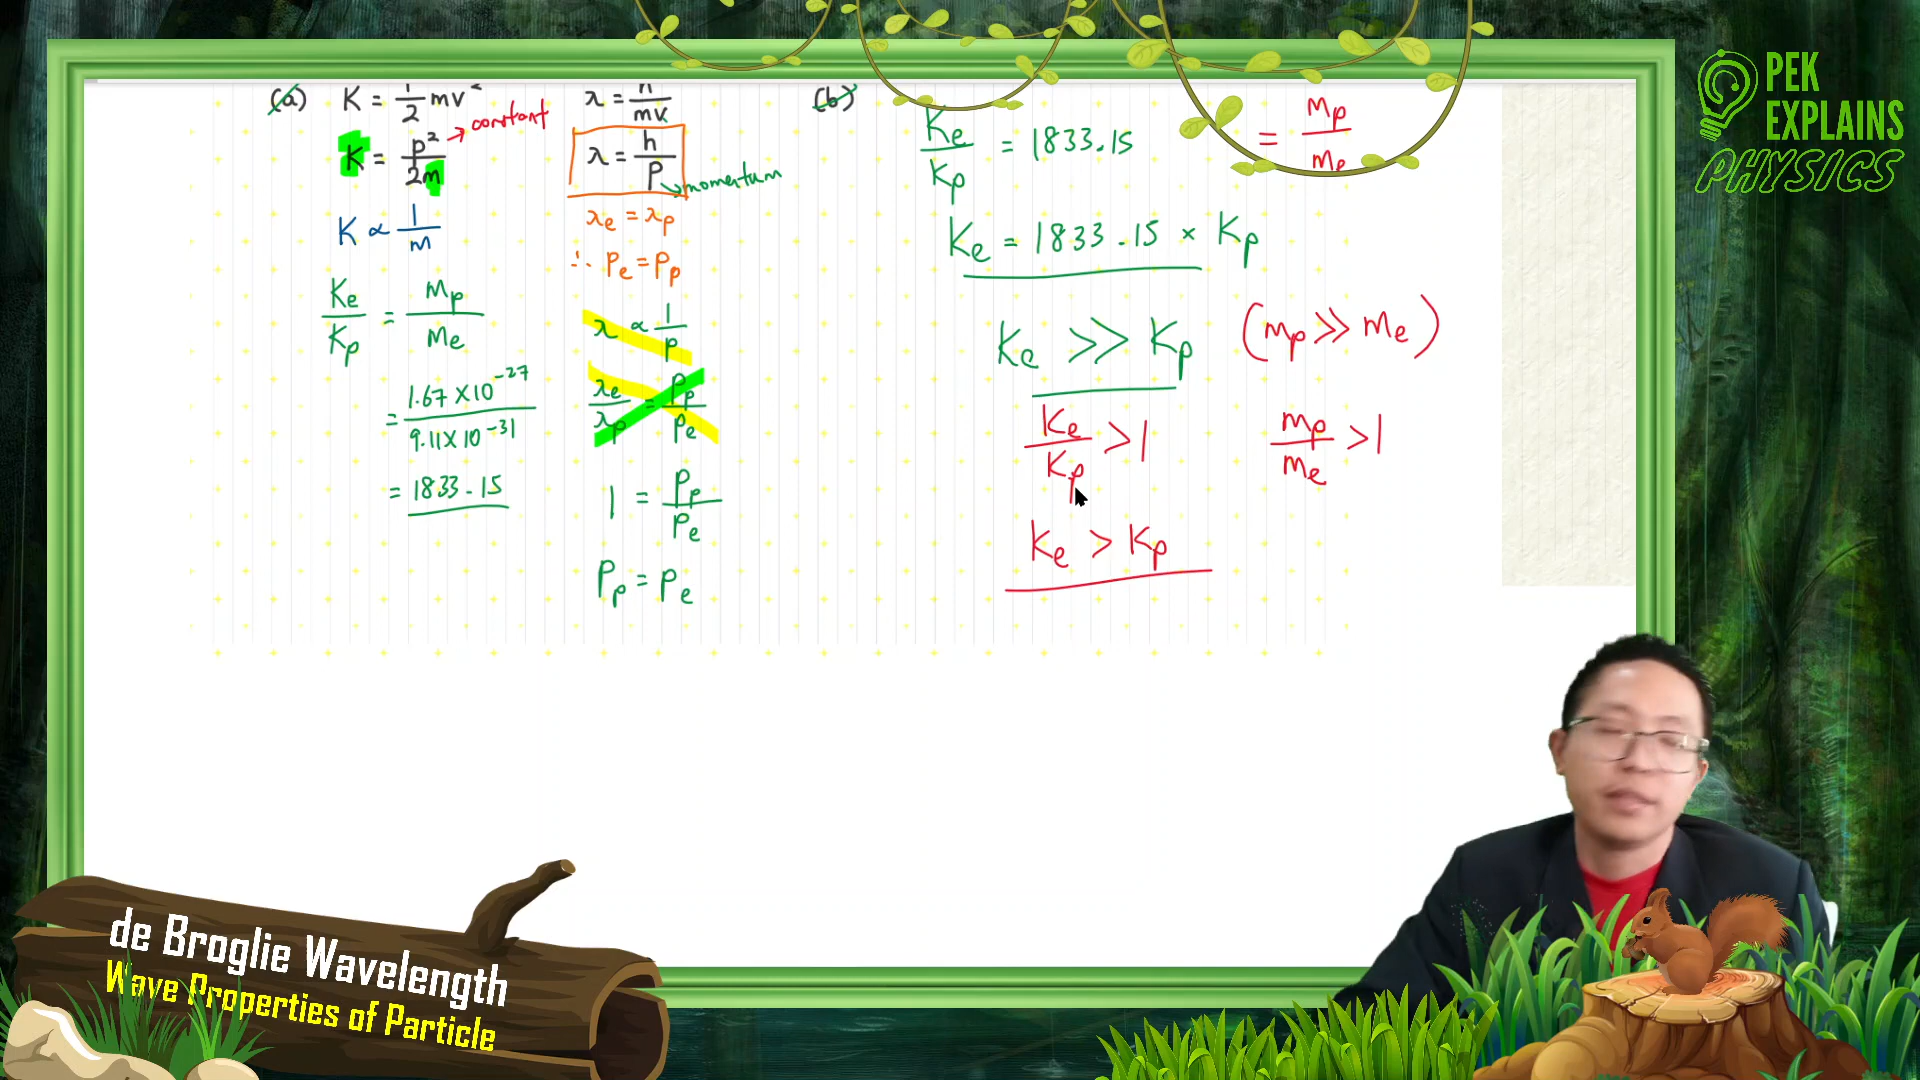 (a) K = 1/2 mv²
K = p²/2m → constant
K ∝ 1/m
Ke/Kp = mp/me
= 1.67 × 10⁻²⁷ / 9.11 × 10⁻³¹
= 1833.15
λ = h/mv
λ = h/p
momentum
λe = λp
∴ Pe = Pp
λ ∝ 1/p
λe/λp = Pp/Pe
1 = Pp/Pe
Pp = Pe
(b)
Ke/Kp = 1833.15
= mp/me
Ke = 1833.15 × Kp
Ke >> Kp (mp >> me)
Ke/Kp > 1
mp/me > 1
Ke > Kp
PEK
EXPLAINS
PHYSICS
de Broglie Wavelength
Wave Properties of Particle